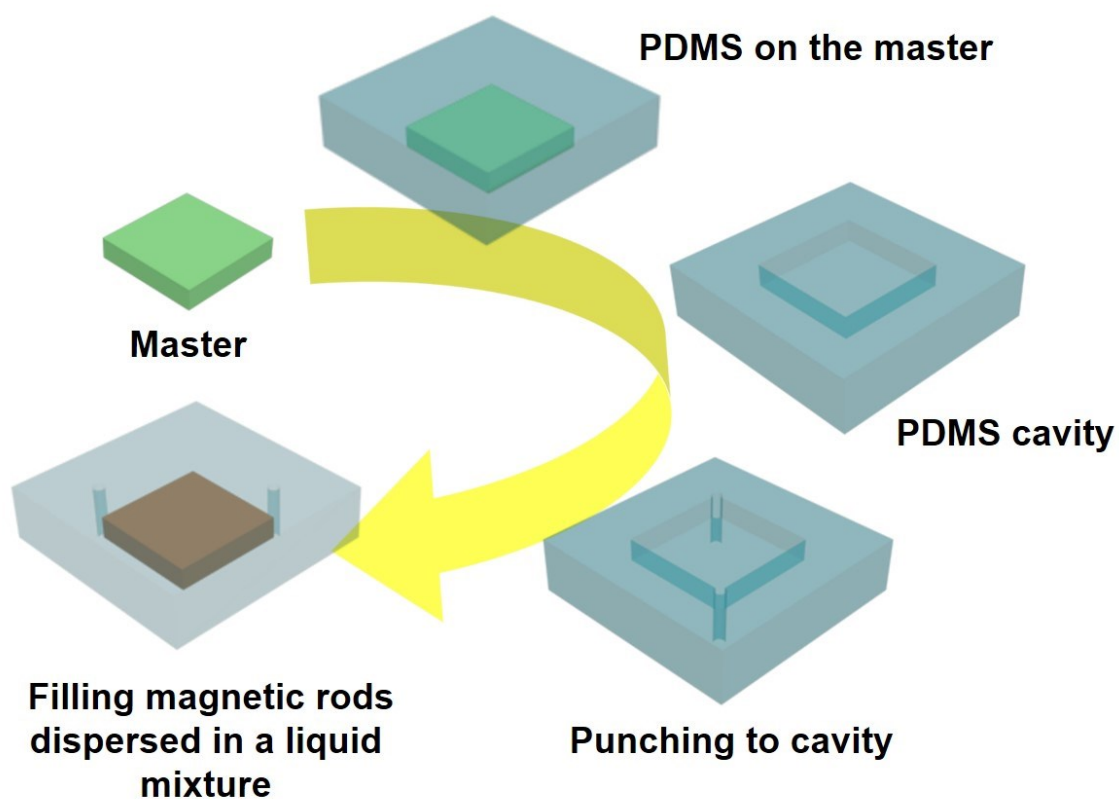 PDMS on the master
Master
PDMS cavity
Filling magnetic rods
dispersed in a liquid
mixture
Punching to cavity